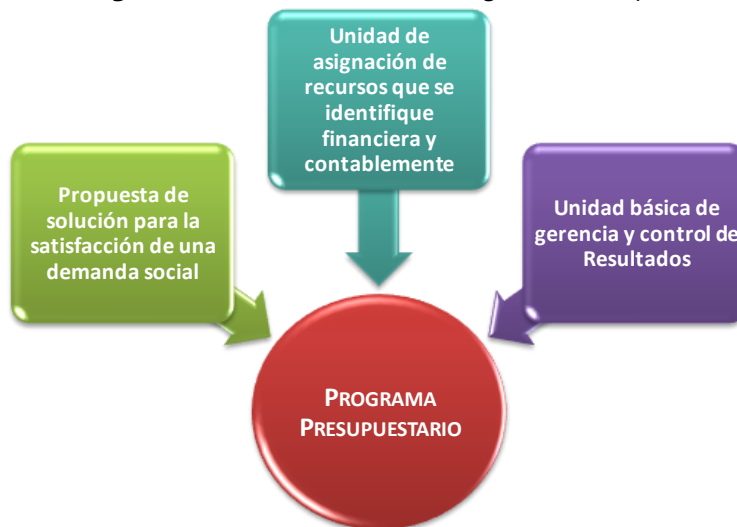 Unidad de
asignación de
recursos que se
identifique
financiera y
contablemente
Propuesta de
solución para la
satisfacción de una
demanda social
Unidad básica de
gerencia y control de
Resultados
PROGRAMA
PRESUPUESTARIO